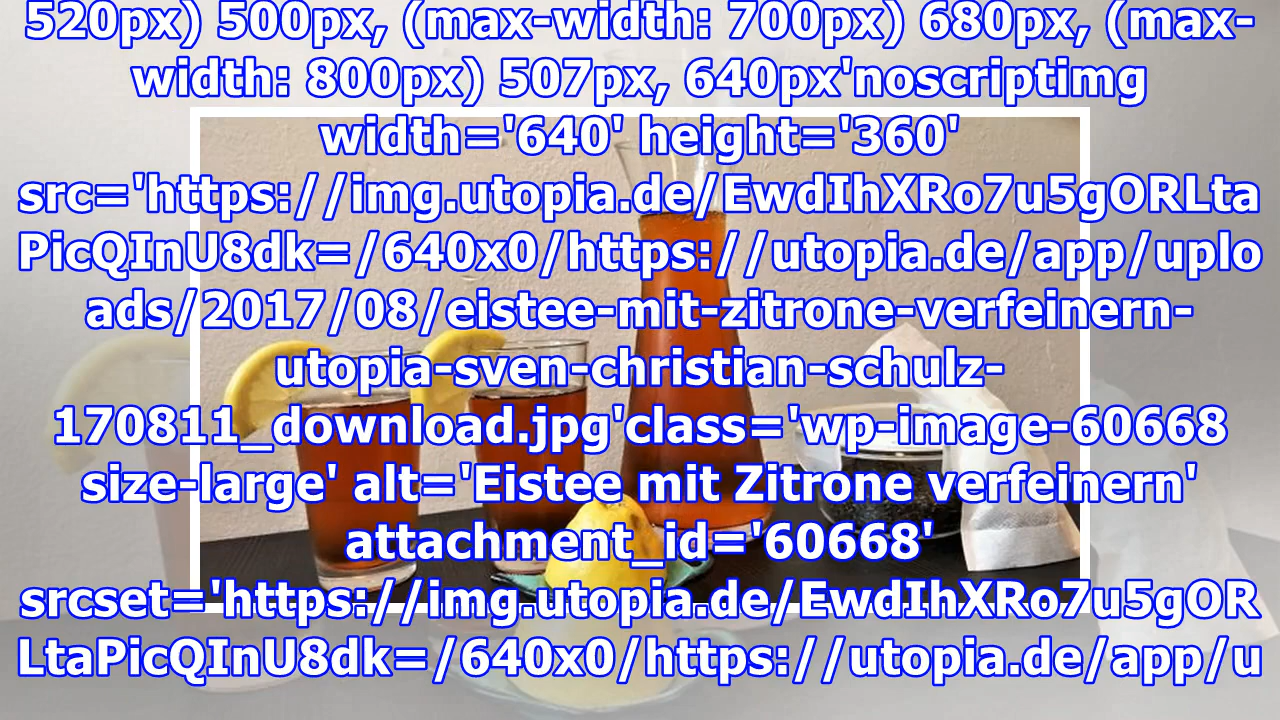 520px) 500px, (max-width: 700px) 680px, (max-
width: 800px) 507px, 640px'noscriptimg
width='640' height='360'
src='https://img.utopia.de/EwdIhXRo7u5gORLta
PicQInU8dk=/640x0/https://utopia.de/app/uplo
ads/2017/08/eistee-mit-zitrone-verfeinern-
utopia-sven-christian-schulz-
170811_download.jpg'class='wp-image-60668
size-large' alt='Eistee mit Zitrone verfeinern'
attachment_id='60668'
srcset='https://img.utopia.de/EwdIhXRo7u5gOR
LtaPicQInU8dk=/640x0/https://utopia.de/app/u